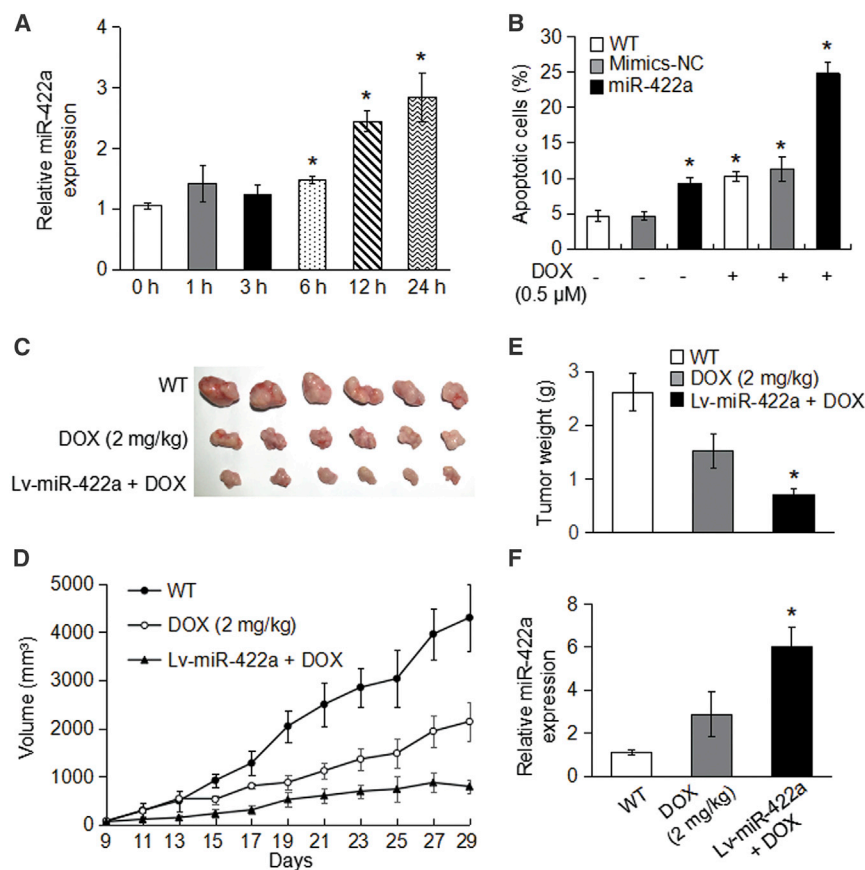 A
Relative miR-422a
expression
4
3
2
1
0
*
*
*
0 h 1 h 3 h 6 h 12 h 24 h
B
WT
Mimics-NC
miR-422a
Apoptotic cells (%)
30
25
20
15
10
5
0
*
*
*
*
DOX - - - + + +
(0.5 µM)
C
WT
DOX (2 mg/kg)
Lv-miR-422a + DOX
E
WT
DOX (2 mg/kg)
Lv-miR-422a + DOX
Tumor weight (g)
3
2
1
0
*
D
WT
DOX (2 mg/kg)
Lv-miR-422a + DOX
Volume (mm³)
5000
4000
3000
2000
1000
0
9 11 13 15 17 19 21 23 25 27 29
Days
F
Relative miR-422a
expression
8
6
4
2
0
*
WT
DOX
(2 mg/kg)
Lv-miR-422a
+ DOX